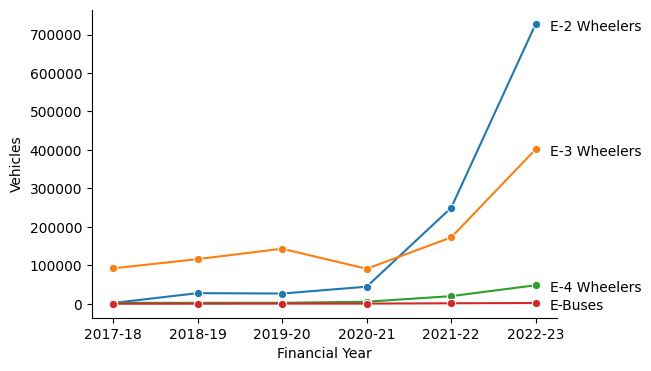 700000
600000
500000
400000
300000
200000
100000
0
Vehicles
E-2 Wheelers
E-3 Wheelers
E-4 Wheelers
E-Buses
2017-18 2018-19 2019-20 2020-21 2021-22 2022-23
Financial Year